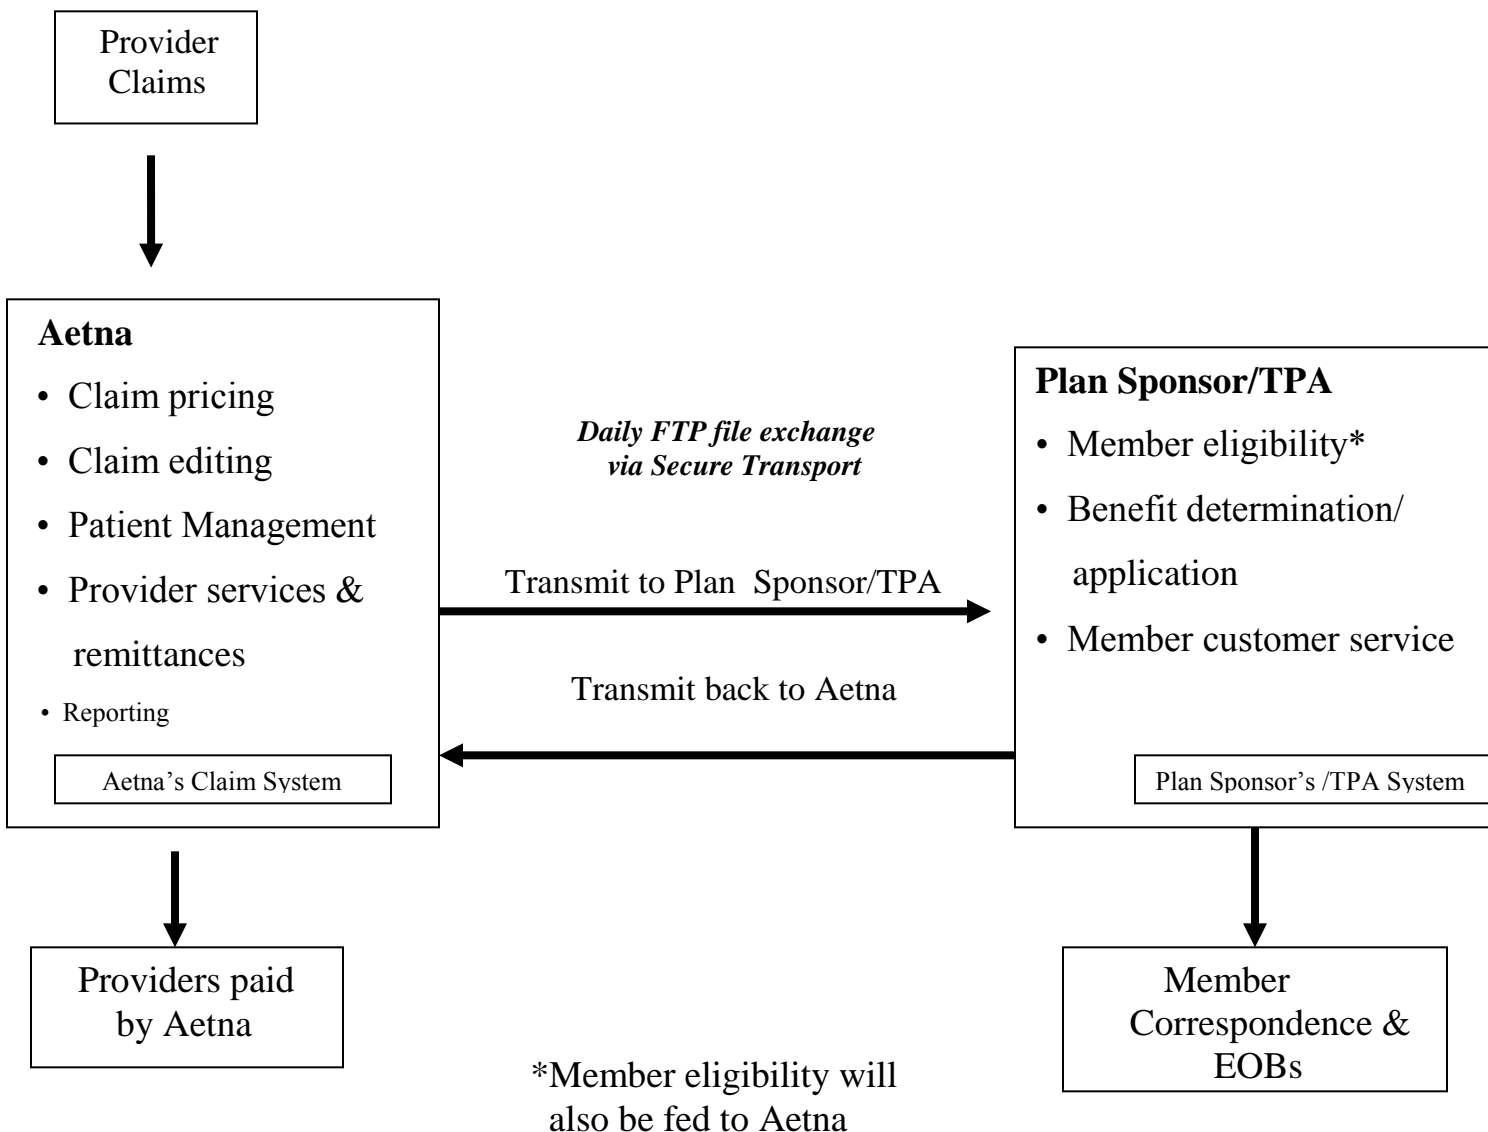 Provider
Claims
Aetna
• Claim pricing
• Claim editing
• Patient Management
• Provider services &
remittances
• Reporting
Aetna’s Claim System
Daily FTP file exchange
via Secure Transport
Transmit to Plan Sponsor/TPA
Transmit back to Aetna
Plan Sponsor/TPA
• Member eligibility*
• Benefit determination/
application
• Member customer service
Plan Sponsor’s /TPA System
Providers paid
by Aetna
Member
Correspondence &
EOBs
*Member eligibility will
also be fed to Aetna